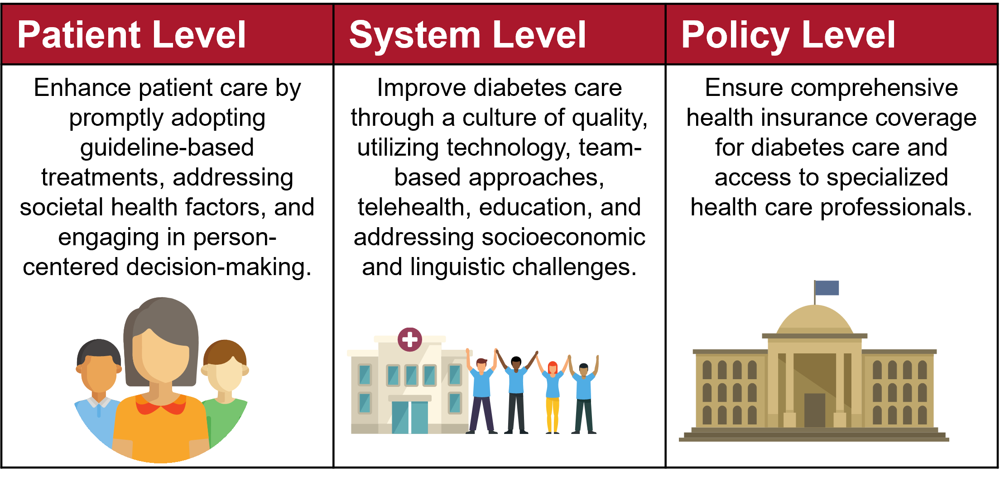 Patient Level
Enhance patient care by
promptly adopting
guideline-based
treatments, addressing
societal health factors, and
engaging in person-
centered decision-making.
System Level
Improve diabetes care
through a culture of quality,
utilizing technology, team-
based approaches,
telehealth, education, and
addressing socioeconomic
and linguistic challenges.
Policy Level
Ensure comprehensive
health insurance coverage
for diabetes care and
access to specialized
health care professionals.